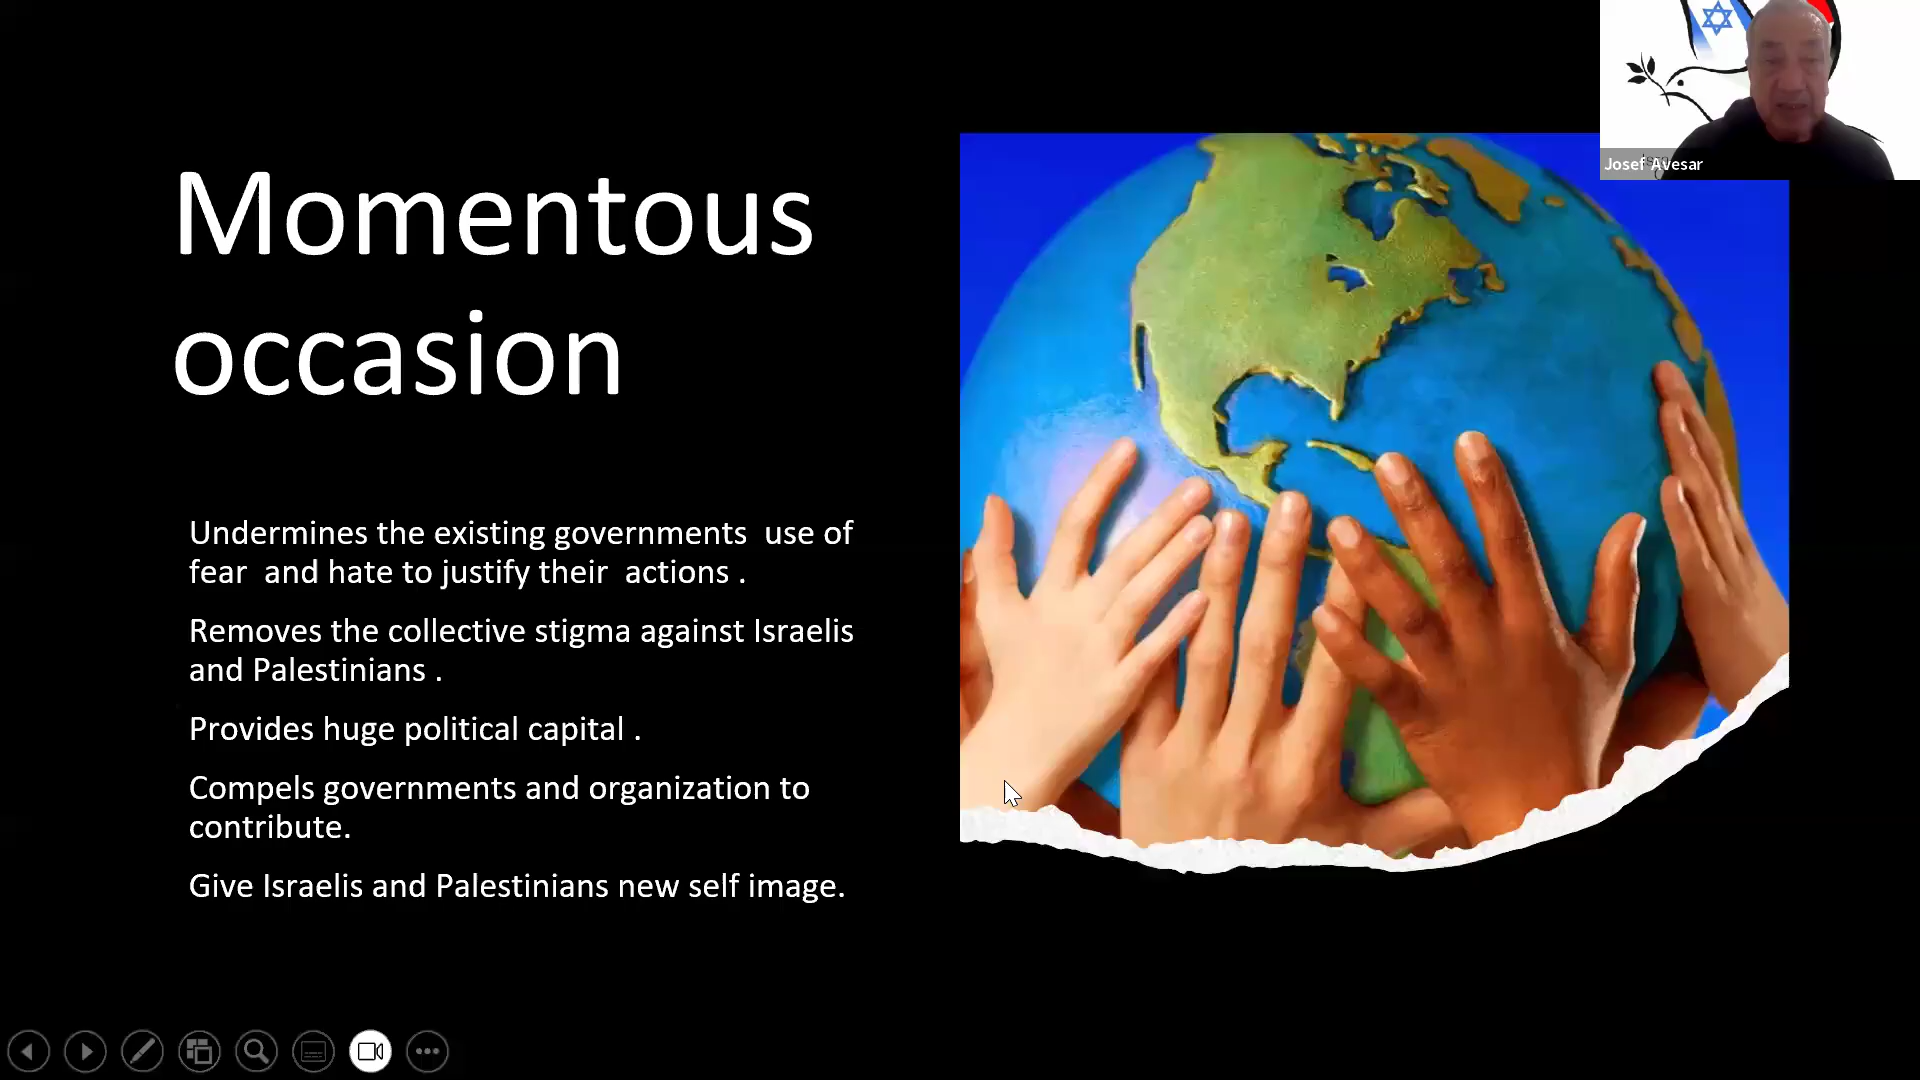 Momentous
occasion
Undermines the existing governments  use of
fear  and hate to justify their  actions .
Removes the collective stigma against Israelis
and Palestinians .
Provides huge political capital .
Compels governments and organization to
contribute.
Give Israelis and Palestinians new self image.
Josef Avesar